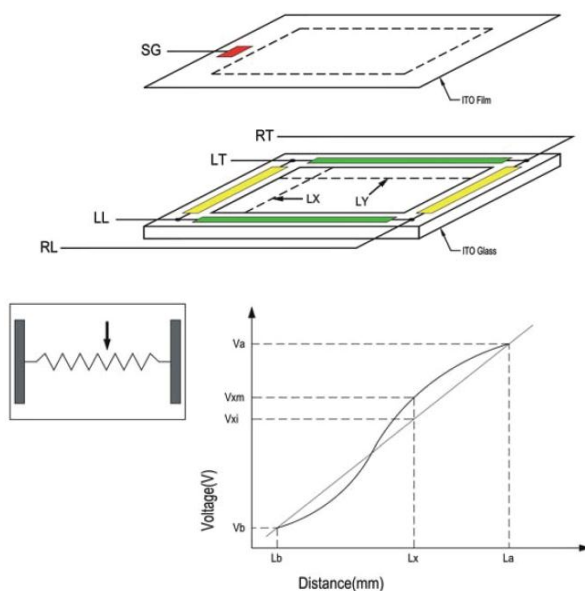 SG
ITO Film
RT
LT
LX
LY
LL
RL
ITO Glass
Va
Vxm
Vxi
Vb
Voltage(V)
Lb
Lx
La
Distance(mm)